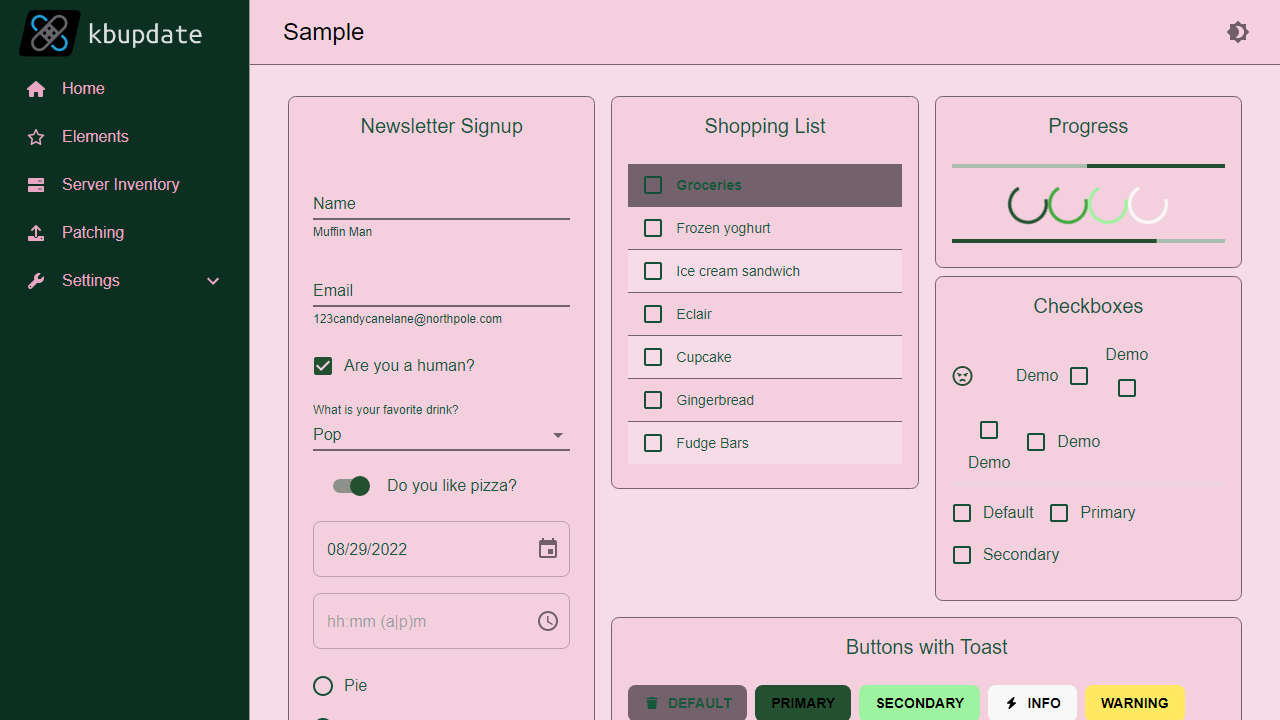 kbupdate
Home
Elements
Server Inventory
Patching
Settings
Sample
Newsletter Signup
Name
Muffin Man
Email
123candycanelane@northpole.com
Are you a human?
What is your favorite drink?
Pop
Do you like pizza?
08/29/2022
hh:mm (a|p)m
Pie
Shopping List
Groceries
Frozen yoghurt
Ice cream sandwich
Eclair
Cupcake
Gingerbread
Fudge Bars
Progress
Checkboxes
Demo
Demo
Demo
Demo
Default Primary
Secondary
Buttons with Toast
DEFAULT PRIMARY SECONDARY INFO WARNING